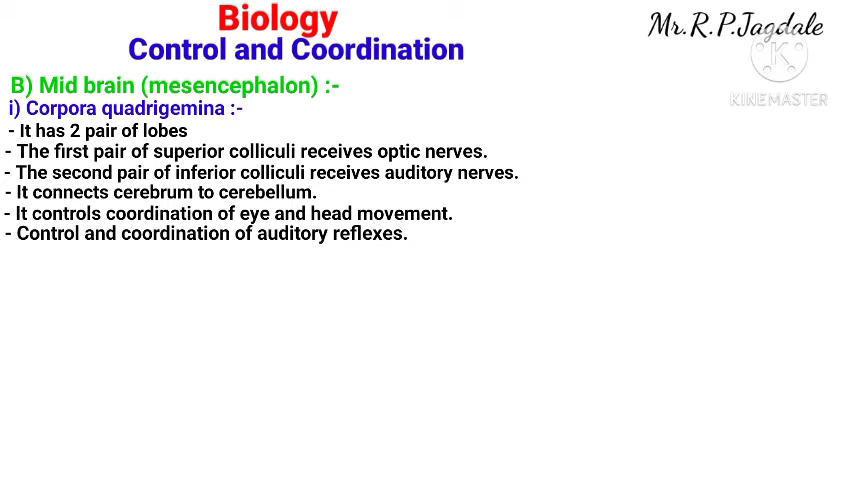 Biology
Mr.R.P.Jagdale
Control and Coordination
KINEMASTER
B) Mid brain (mesencephalon) :-
i) Corpora quadrigemina :-
- It has 2 pair of lobes
- The first pair of superior colliculi receives optic nerves.
- The second pair of inferior colliculi receives auditory nerves.
- It connects cerebrum to cerebellum.
- It controls coordination of eye and head movement.
- Control and coordination of auditory reflexes.